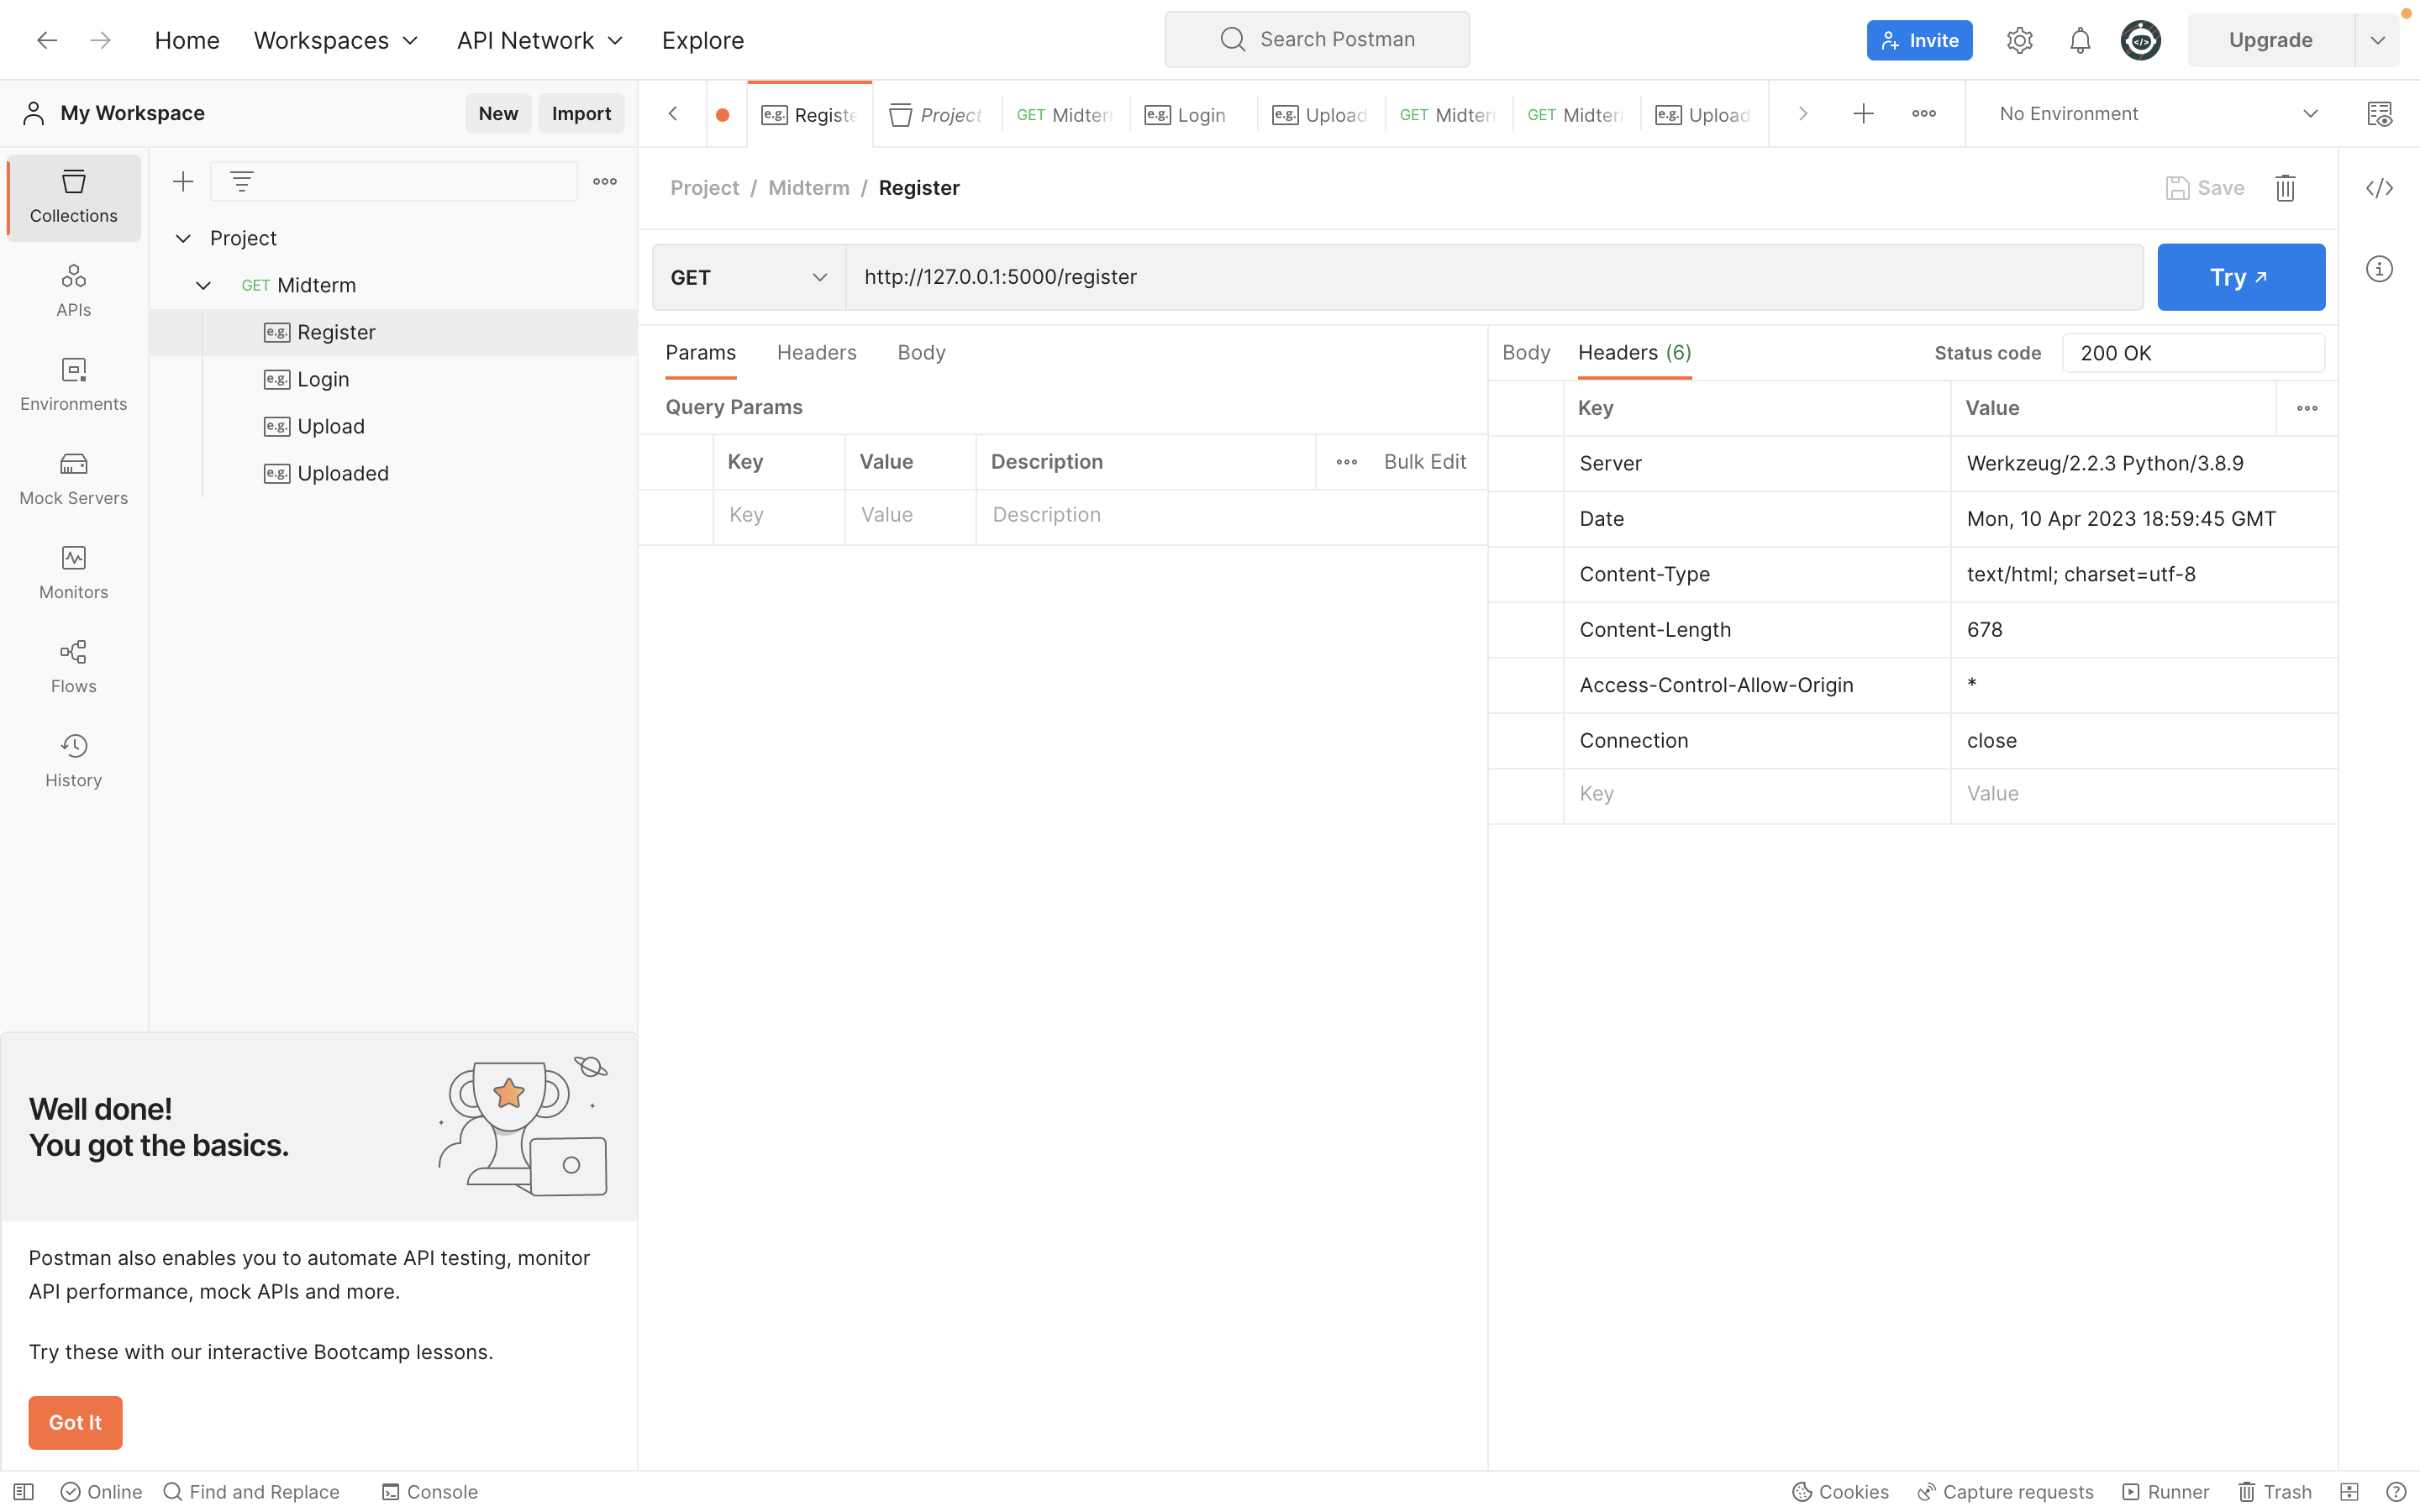 Home Workspaces API Network Explore Search Postman Invite Upgrade
My Workspace New Import
Project GET e.g. Login e.g. GET GET e.g. No Environment
Collections
APIs
Environments
Mock Servers
Monitors
Flows
History
Project
GET Midterm
e.g. Register
e.g. Login
e.g. Upload
e.g. Uploaded
Project / Midterm / Register Save
GET http://127.0.0.1:5000/register Try
Params Headers Body
Query Params
Key Value Description Bulk Edit
Key Value Description
Body Headers (6) Status code 200 OK
Key Value
Server Werkzeug/2.2.3 Python/3.8.9
Date Mon, 10 Apr 2023 18:59:45 GMT
Content-Type text/html; charset=utf-8
Content-Length 678
Access-Control-Allow-Origin *
Connection close
Key Value
Well done!
You got the basics.
Postman also enables you to automate API testing, monitor
API performance, mock APIs and more.
Try these with our interactive Bootcamp lessons.
Got It
Online Find and Replace Console Cookies Capture requests Runner Trash